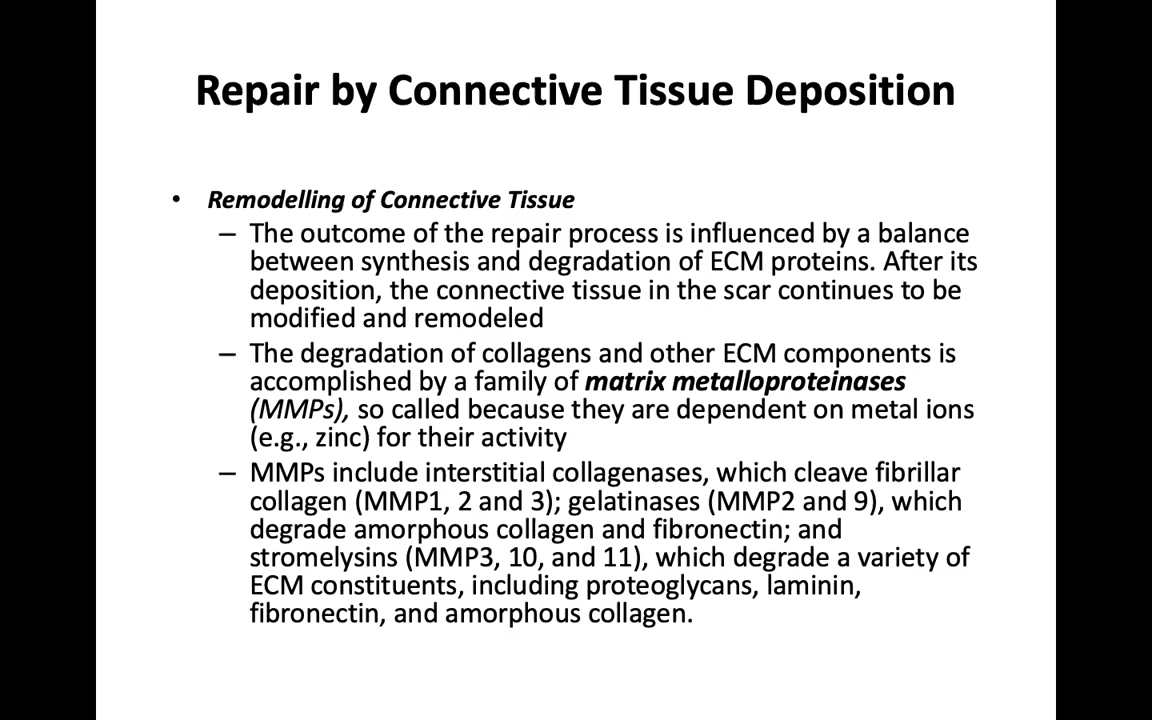 Repair by Connective Tissue Deposition
• Remodelling of Connective Tissue
– The outcome of the repair process is influenced by a balance
between synthesis and degradation of ECM proteins. After its
deposition, the connective tissue in the scar continues to be
modified and remodeled
– The degradation of collagens and other ECM components is
accomplished by a family of matrix metalloproteinases
(MMPs), so called because they are dependent on metal ions
(e.g., zinc) for their activity
– MMPs include interstitial collagenases, which cleave fibrillar
collagen (MMP1, 2 and 3); gelatinases (MMP2 and 9), which
degrade amorphous collagen and fibronectin; and
stromelysins (MMP3, 10, and 11), which degrade a variety of
ECM constituents, including proteoglycans, laminin,
fibronectin, and amorphous collagen.